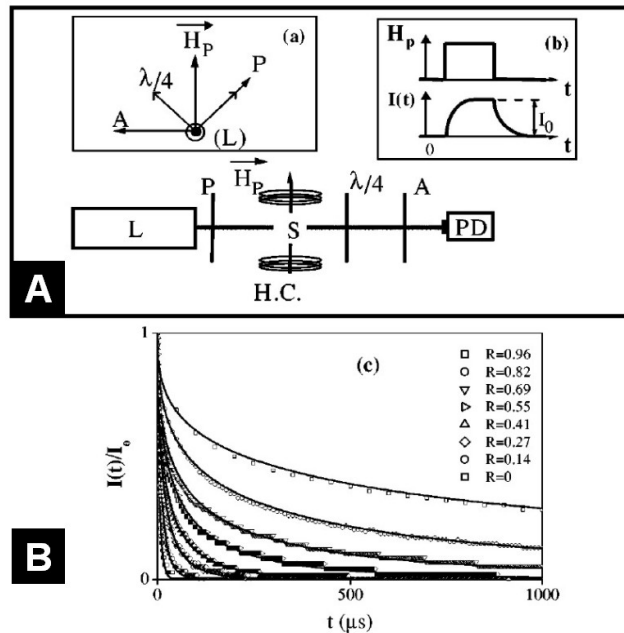 (a)
H_P
λ/4
P
A
(L)
(b)
H_p
t
I(t)
I_0
0
t
P
H_P
λ/4
A
L
S
PD
H.C.
A
1
(c)
R=0.96
R=0.82
R=0.69
R=0.55
R=0.41
R=0.27
R=0.14
R=0
I(t)/I_o
B
0
0
500
1000
t (μs)